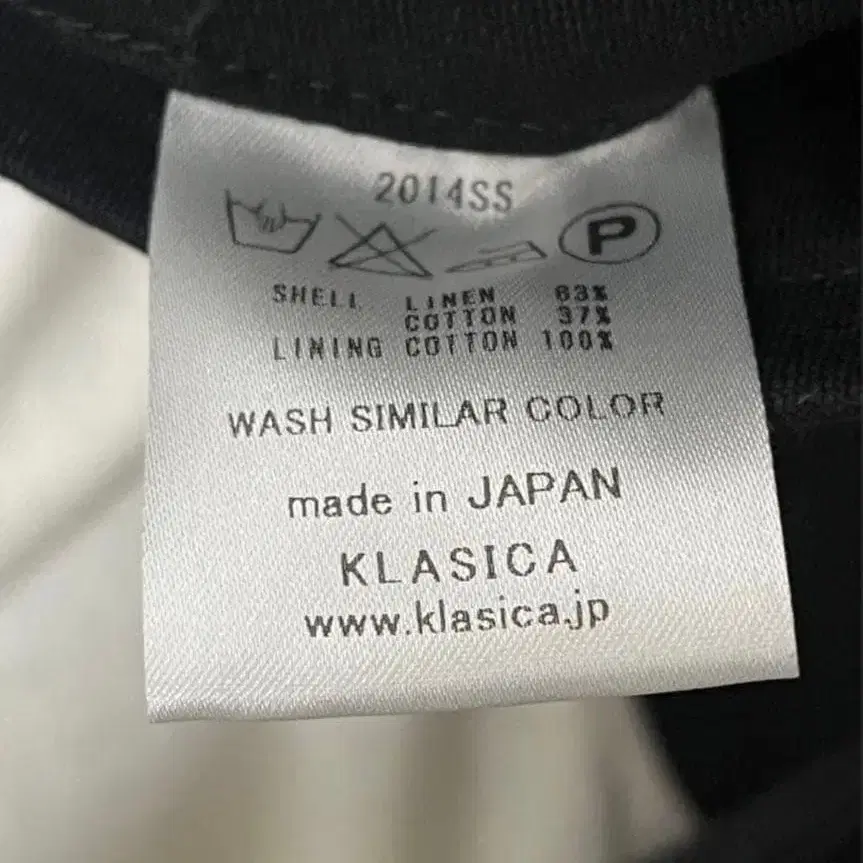 2014SS
P
SHELL LINEN 63%
COTTON 37%
LINING COTTON 100%
WASH SIMILAR COLOR
made in JAPAN
KLASICA
www.klasica.jp